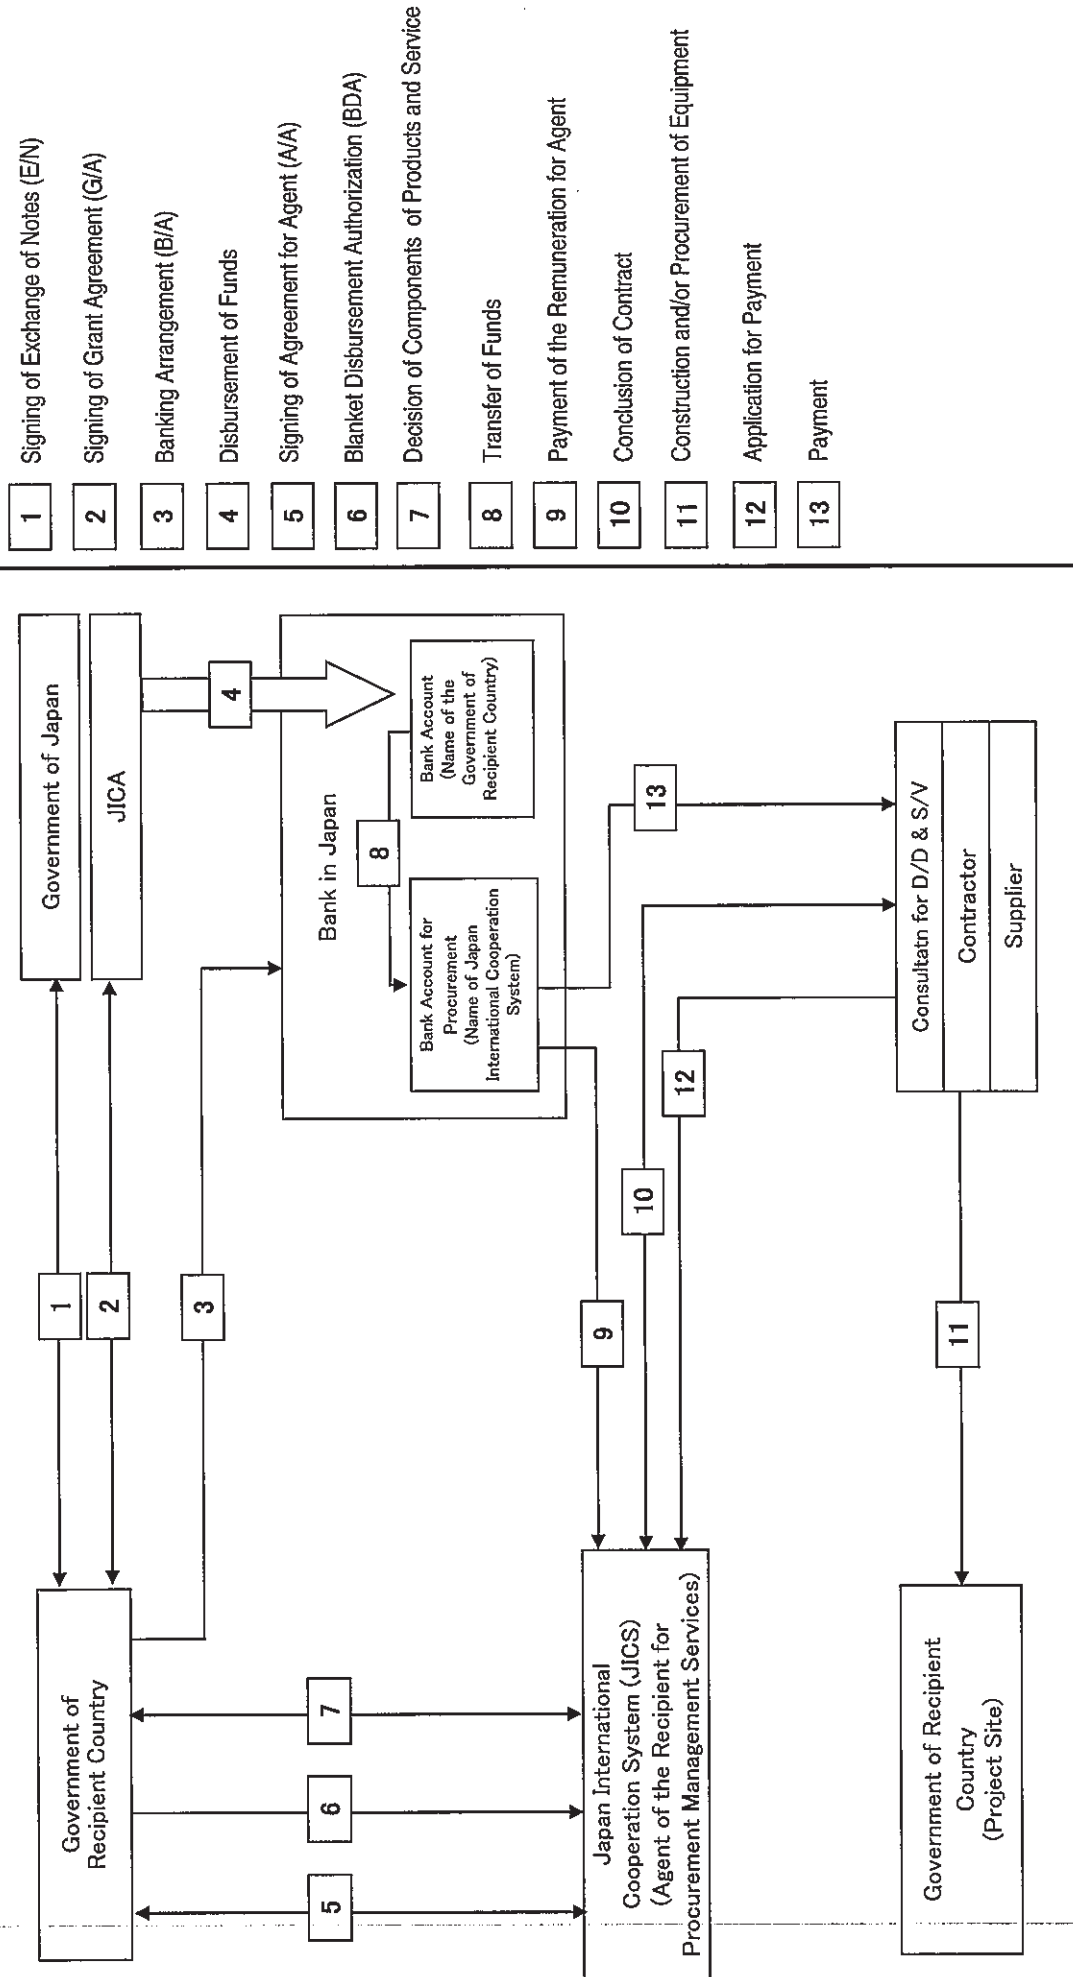 Government of
Recipient Country
1
2
3
Government of Japan
JICA
4
Bank in Japan
8
Bank Account for
Procurement
(Name of Japan
International Cooperation
System)
Bank Account
(Name of the
Government of
Recipient Country)
5
6
7
9
10
12
13
Japan International
Cooperation System (JICS)
(Agent of the Recipient for
Procurement Management Services)
Consultatn for D/D & S/V
Contractor
Supplier
11
Government of Recipient
Country
(Project Site)
1 Signing of Exchange of Notes (E/N)
2 Signing of Grant Agreement (G/A)
3 Banking Arrangement (B/A)
4 Disbursement of Funds
5 Signing of Agreement for Agent (A/A)
6 Blanket Disbursement Authorization (BDA)
7 Decision of Components of Products and Service
8 Transfer of Funds
9 Payment of the Remuneration for Agent
10 Conclusion of Contract
11 Construction and/or Procurement of Equipment
12 Application for Payment
13 Payment